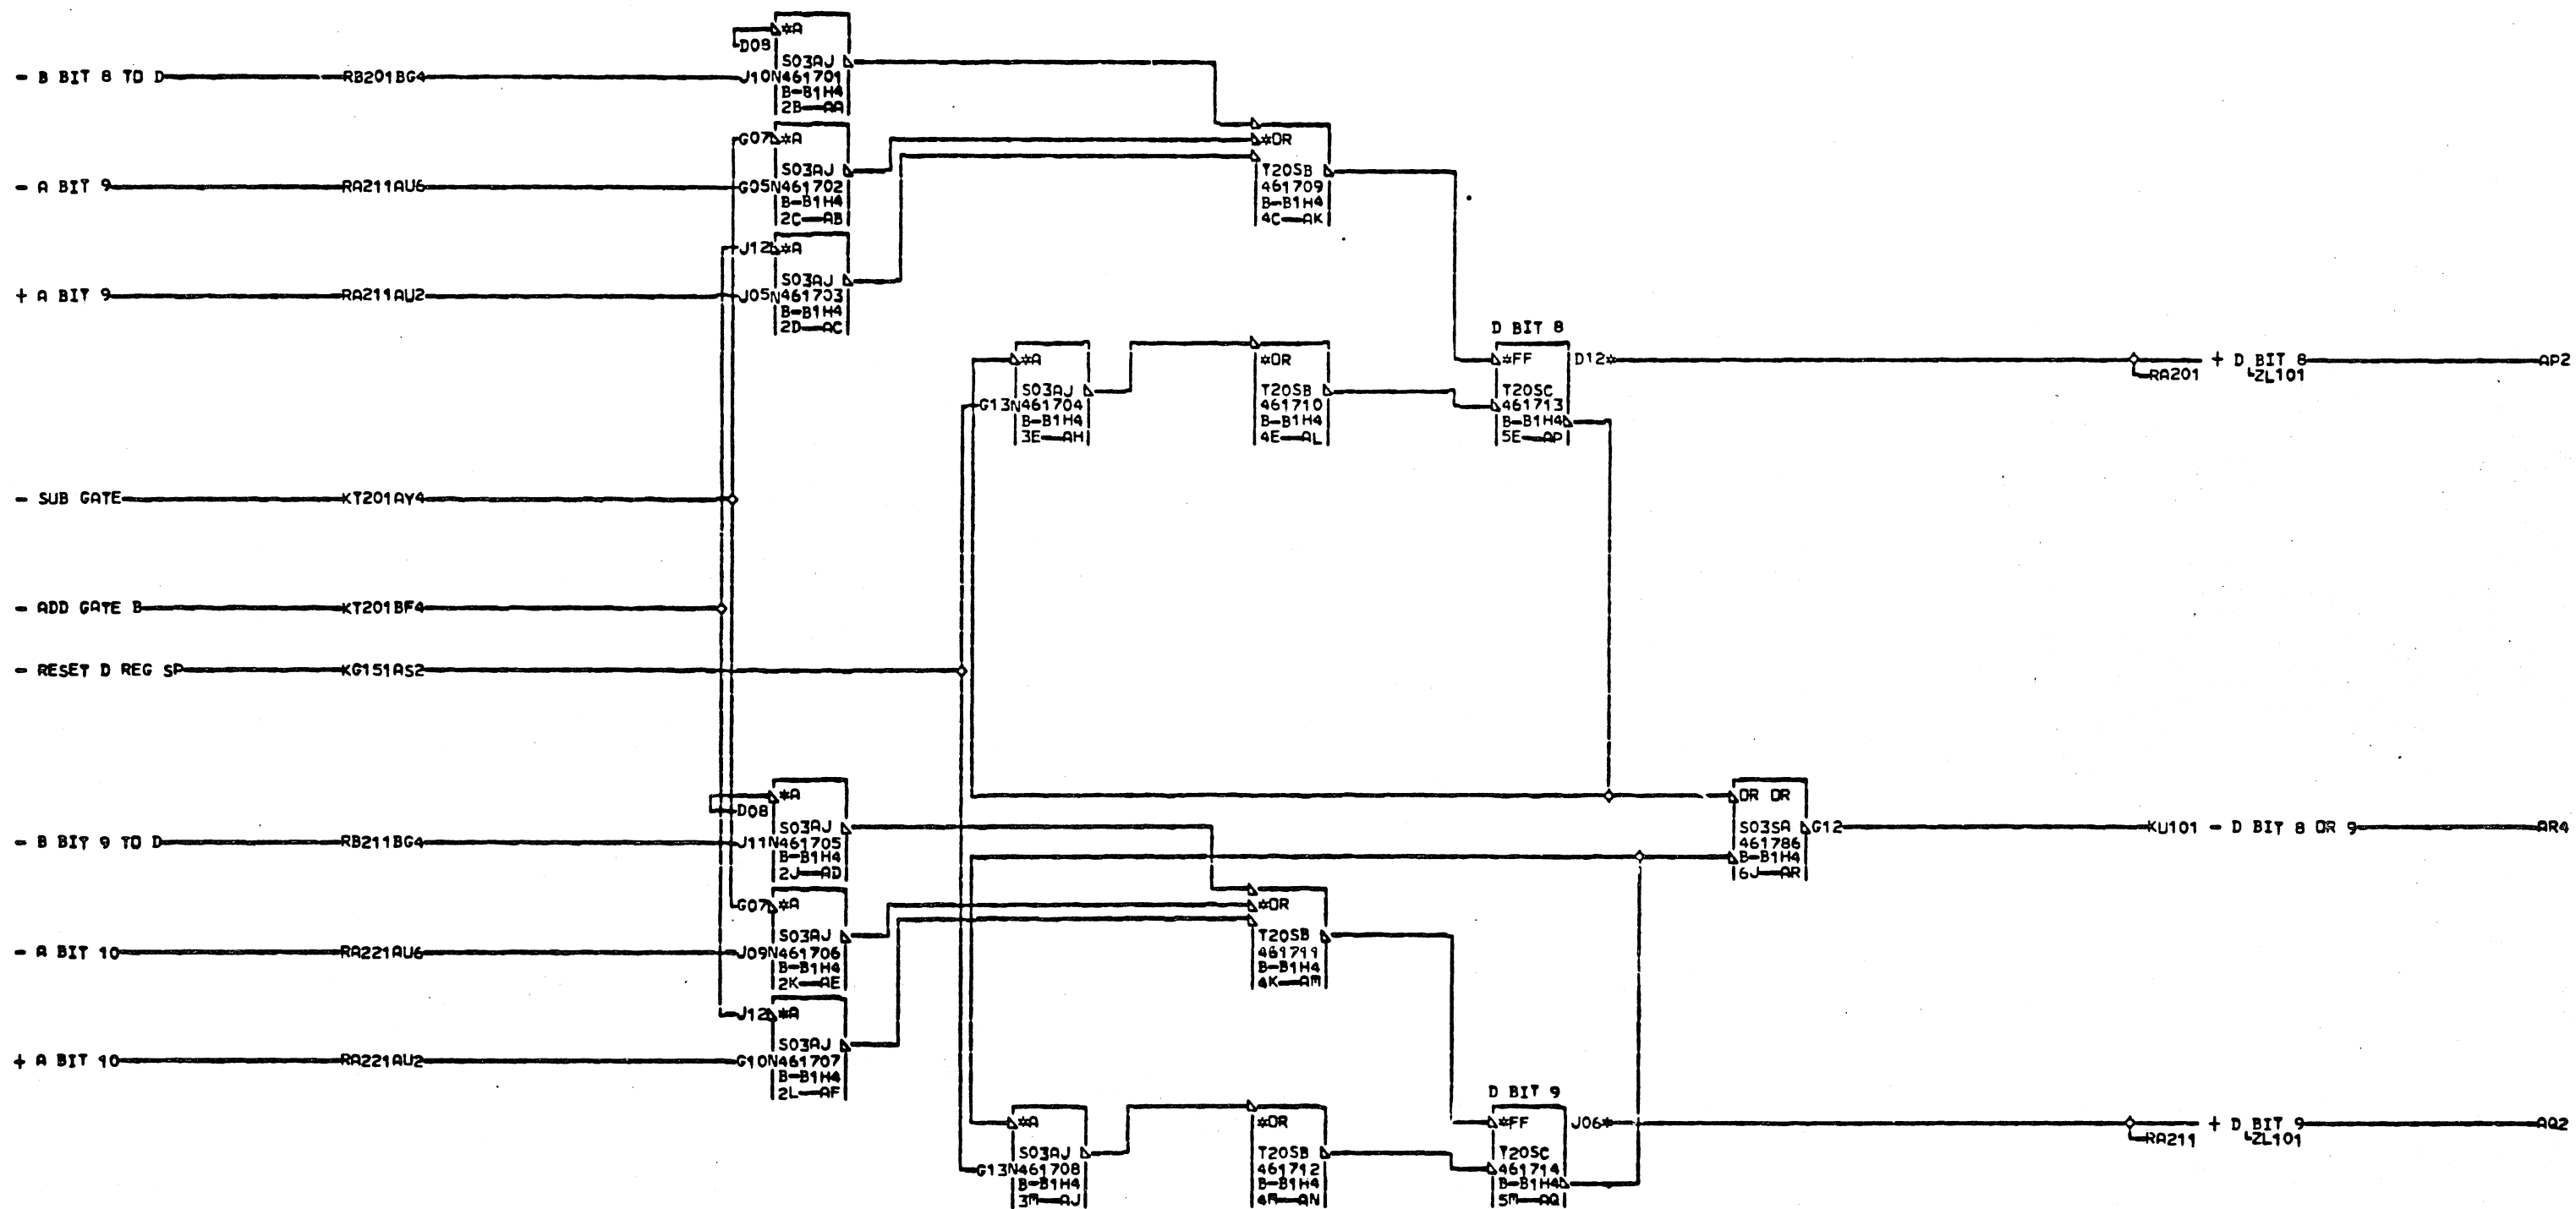 *A
D09
S03AJ
- B BIT 8 TO D RB201BG4 J10N461701
B-B1H4
2B AA
G07 *A
S03AJ
- A BIT 9 RA211AU6 G05N461702
B-B1H4
2C AB
*OR
T20SB
461709
B-B1H4
4C AK
J12 *A
S03AJ
+ A BIT 9 RA211AU2 J05N461703
B-B1H4
2D AC
*A
S03AJ
G13N461704
B-B1H4
3E AH
*OR
T20SB
461710
B-B1H4
4E AL
D BIT 8
*FF D12* + D BIT 8 AP2
RA201 ZL101
T20SC
461713
B-B1H4
5E AP
- SUB GATE KT201AY4
- ADD GATE B KT201BF4
- RESET D REG SP KG151AS2
*A
D08
S03AJ
- B BIT 9 TO D RB211BG4 J11N461705
B-B1H4
2J AD
OR OR
S03SA G12 KU101 - D BIT 8 OR 9 AR4
461786
B-B1H4
6J AR
G07 *A
S03AJ
- A BIT 10 RA221AU6 J09N461706
B-B1H4
2K AE
*OR
T20SB
461711
B-B1H4
4K AM
J12 *A
S03AJ
+ A BIT 10 RA221AU2 G10N461707
B-B1H4
2L AF
*A
S03AJ
G13N461708
B-B1H4
3M AJ
*OR
T20SB
461712
B-B1H4
4M AN
D BIT 9
*FF J06* + D BIT 9 AQ2
RA211 ZL101
T20SC
461714
B-B1H4
5M AQ